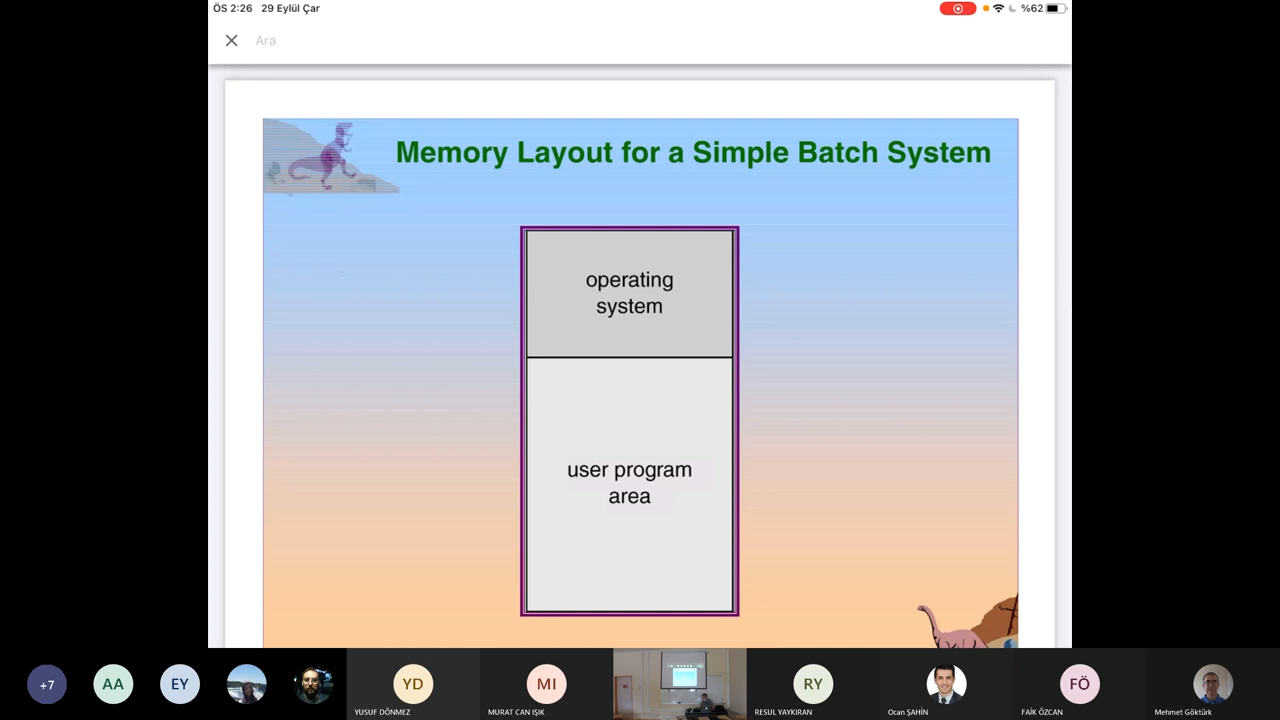 ÖS 2:26 29 Eylül Çar
%62
Ara
Memory Layout for a Simple Batch System
operating
system
user program
area
+7
AA
EY
YD
MI
RY
FÖ
YUSUF DÖNMEZ
MURAT CAN IŞIK
RESUL YAYKIRAN
Ocan ŞAHİN
FAİK ÖZCAN
Mehmet Göktürk